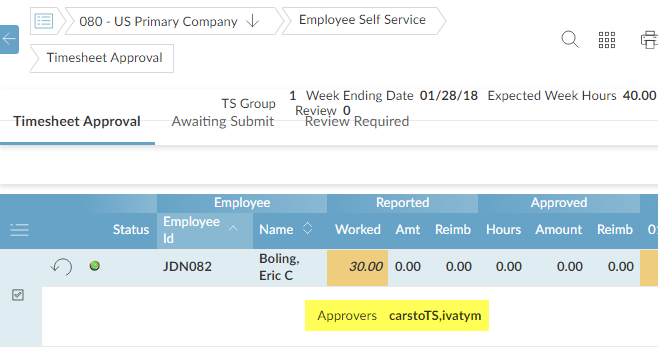 080 - US Primary Company
Employee Self Service
Timesheet Approval
TS Group 1 Week Ending Date 01/28/18 Expected Week Hours 40.00
Review 0
Timesheet Approval Awaiting Submit Review Required
Employee Reported Approved
Status Employee Id Name Worked Amt Reimb Hours Amount Reimb
JDN082 Boling, Eric C 30.00 0.00 0.00 0.00 0.00 0.00
Approvers carstoTS,ivatym